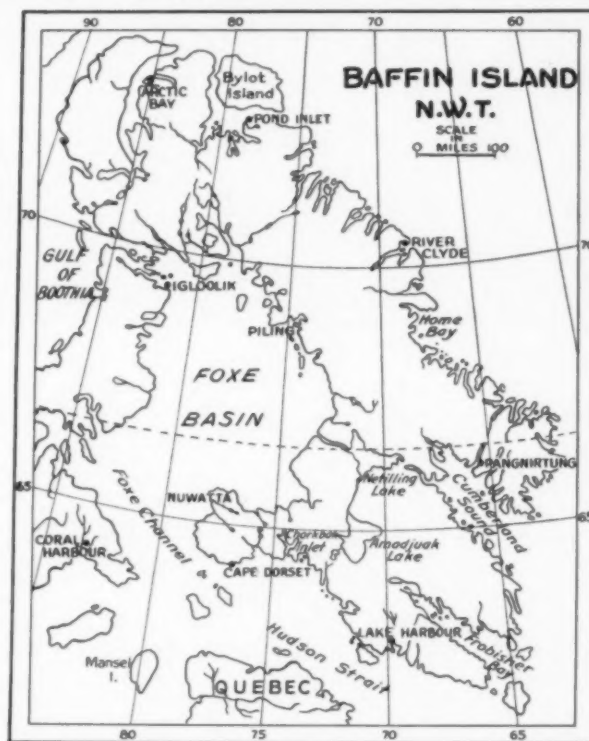 90
80
75
70
65
60
BAFFIN ISLAND
N.W.T.
SCALE
IN
0 MILES 100
Bylot
Island
ARCTIC
BAY
POND INLET
70
70
RIVER
CLYDE
GULF
OF
BOOTHIA
IGLOOLIK
PILING
Home
Bay
FOXE
BASIN
PANGNIRTUNG
Nettilling
Lake
Cumberland
Sound
65
65
NUWATTA
Foxe Channel
CORAL
HARBOUR
Inlet
Amadjuak
Lake
CAPE DORSET
LAKE HARBOUR
Frobisher
Bay
Hudson Strait
Mansel
I.
QUEBEC
80
75
70
65